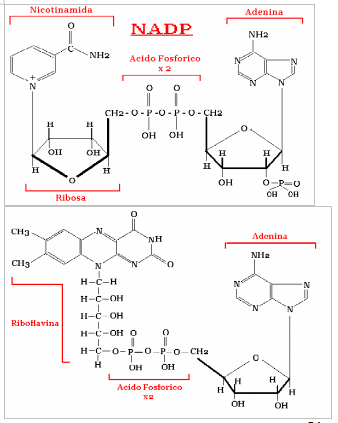 Nicotinamida
NADP
Adenina
O
C
NH2
NH2
N
N
N
N
N
+
N
Acido Fosforico
x 2
O O
CH2-O-P-O-P-O-CH2
OH OH
H H
H OH OH H
O
Ribosa
O
H H
H H
OH O-P=O
OH OH
O
CH3 N
NH
CH3 N N O
H-C-H
H-C-OH
H-C-OH
H-C-OH
H-C-O-P-O-P-O-CH2
H OH OH
O O
Riboflavina
Acido Fosforico
x2
Adenina
NH2
N
N
N
N
O
H H
H H
OH OH